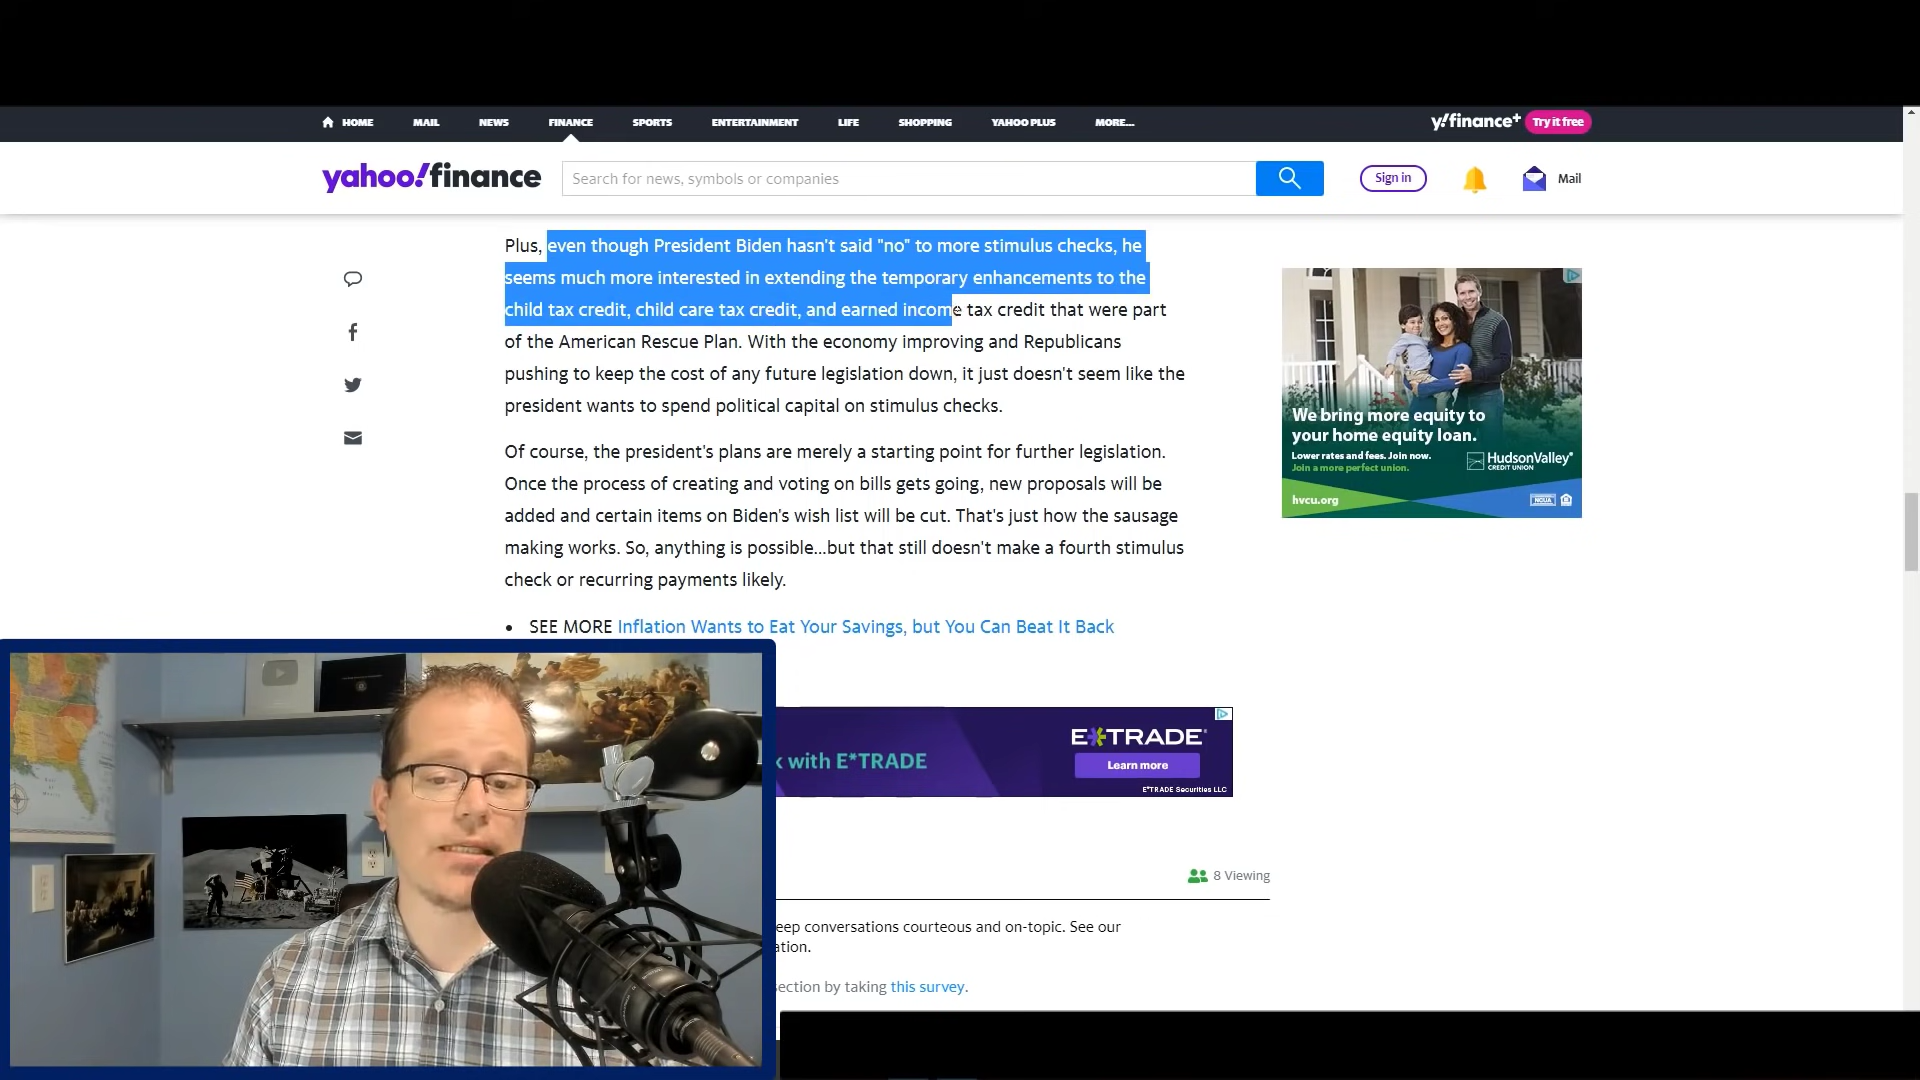 HOME MAIL NEWS FINANCE SPORTS ENTERTAINMENT LIFE SHOPPING YAHOO PLUS MORE... y!finance+ Try it free
yahoo!finance Search for news, symbols or companies Sign in Mail
Plus, even though President Biden hasn't said "no" to more stimulus checks, he
seems much more interested in extending the temporary enhancements to the
child tax credit, child care tax credit, and earned income tax credit that were part
of the American Rescue Plan. With the economy improving and Republicans
pushing to keep the cost of any future legislation down, it just doesn't seem like the
president wants to spend political capital on stimulus checks.
Of course, the president's plans are merely a starting point for further legislation.
Once the process of creating and voting on bills gets going, new proposals will be
added and certain items on Biden's wish list will be cut. That's just how the sausage
making works. So, anything is possible...but that still doesn't make a fourth stimulus
check or recurring payments likely.
• SEE MORE Inflation Wants to Eat Your Savings, but You Can Beat It Back
We bring more equity to
your home equity loan.
Lower rates and fees. Join now.
Join a more perfect union.
HudsonValley®
CREDIT UNION
hvcu.org
NCUA
k with E*TRADE
E*TRADE
Learn more
E*TRADE Securities LLC
8 Viewing
eep conversations courteous and on-topic. See our
ation.
section by taking this survey.